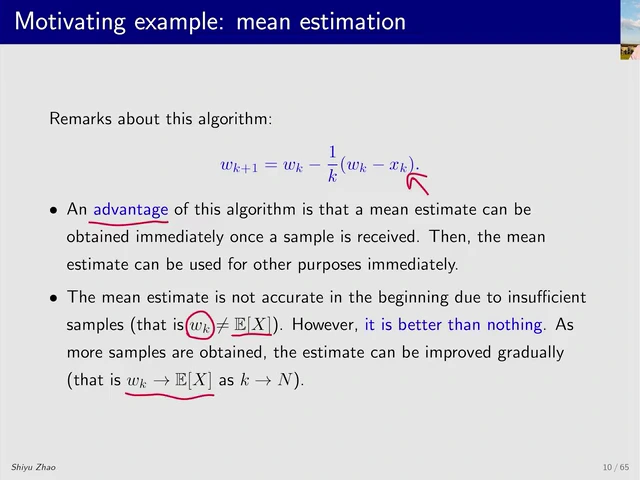 Motivating example: mean estimation
Remarks about this algorithm:
w_{k+1} = w_k − \frac{1}{k}(w_k − x_k).
• An advantage of this algorithm is that a mean estimate can be
obtained immediately once a sample is received. Then, the mean
estimate can be used for other purposes immediately.
• The mean estimate is not accurate in the beginning due to insufficient
samples (that is w_k ≠ 𝔼[X]). However, it is better than nothing. As
more samples are obtained, the estimate can be improved gradually
(that is w_k → 𝔼[X] as k → N).
Shiyu Zhao
10 / 65